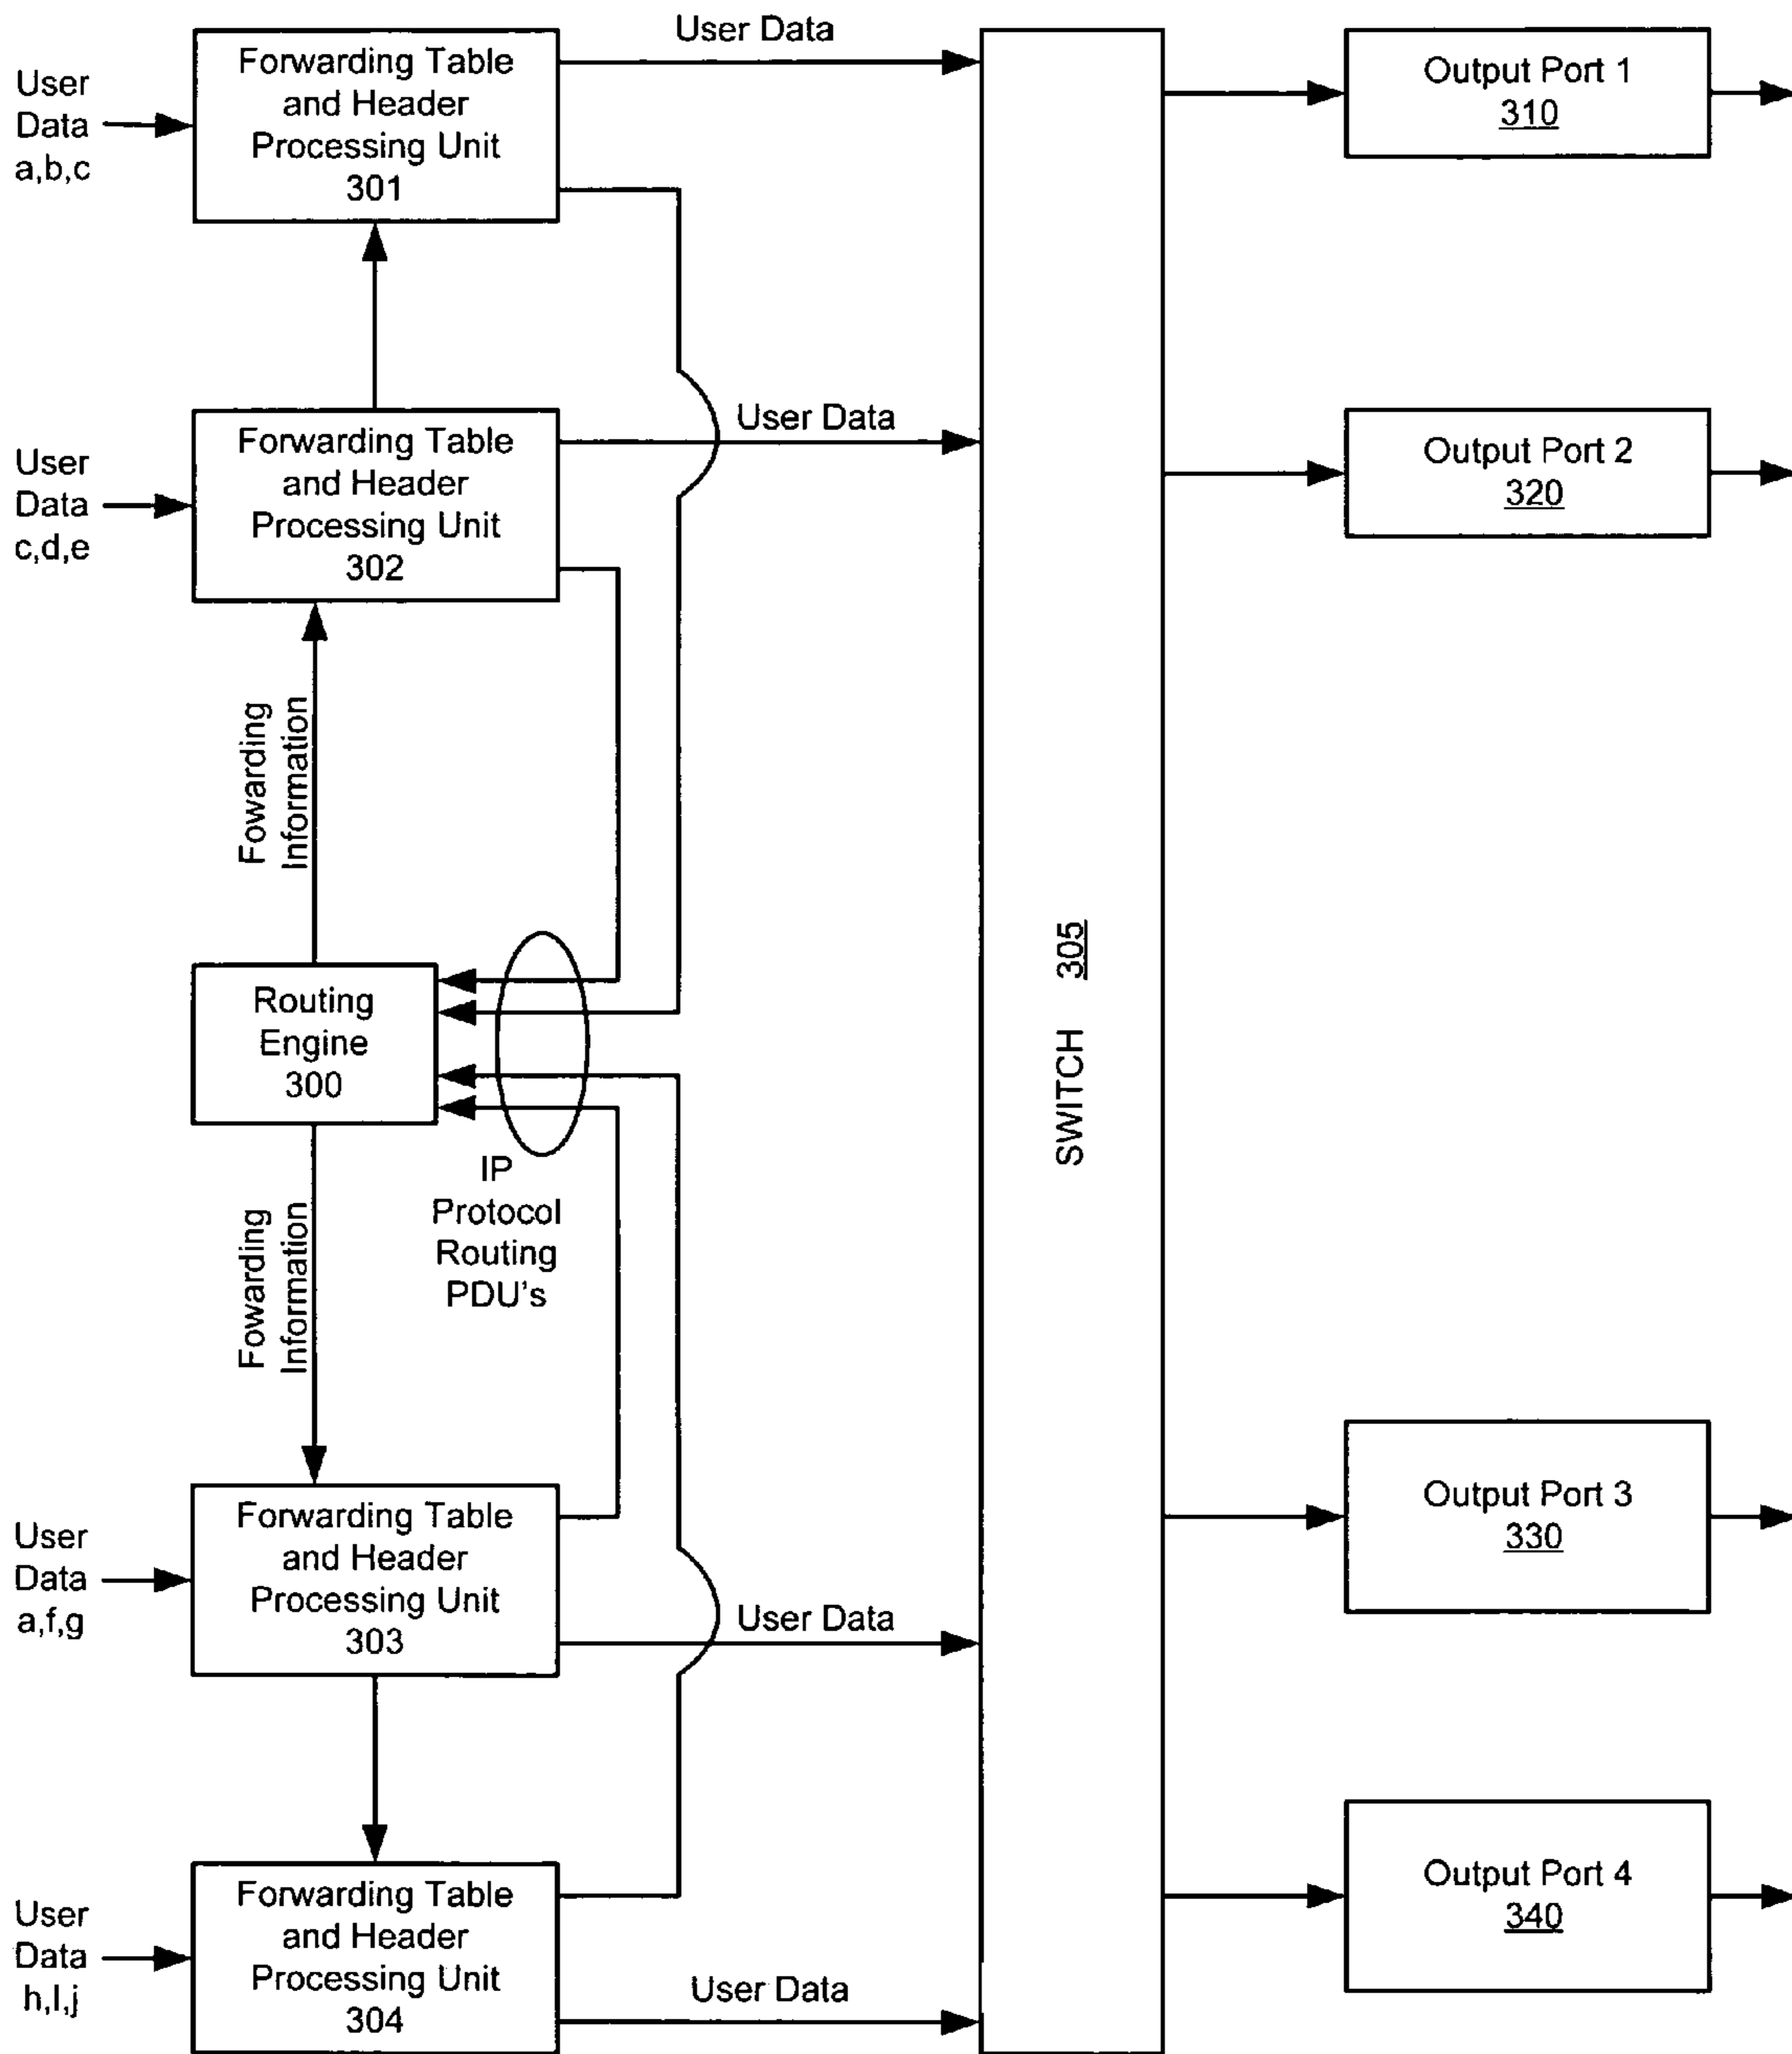 User Data
Forwarding Table
and Header
Processing Unit
301
User
Data
a,b,c
Output Port 1
310
User Data
Forwarding Table
and Header
Processing Unit
302
User
Data
c,d,e
Output Port 2
320
Fowarding
Information
Routing
Engine
300
IP
Protocol
Routing
PDU's
SWITCH 305
Fowarding
Information
Forwarding Table
and Header
Processing Unit
303
User
Data
a,f,g
User Data
Output Port 3
330
Forwarding Table
and Header
Processing Unit
304
User
Data
h,I,j
User Data
Output Port 4
340